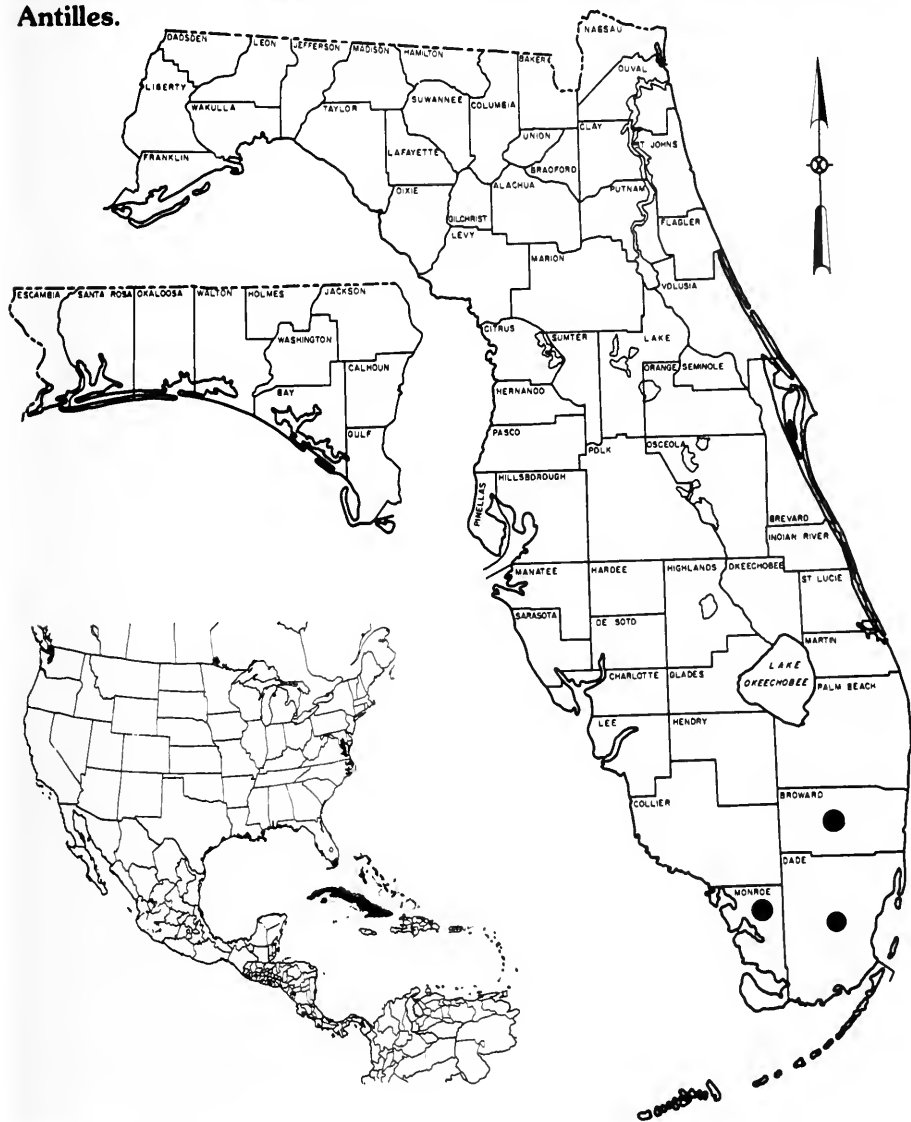 Antilles.
NASSAU
GADSDEN LEON JEFFERSON MADISON HAMILTON BAKER
DUVAL
LIBERTY
WAKULLA TAYLOR SUWANNEE COLUMBIA
UNION CLAY
ST JOHNS
FRANKLIN LAFAYETTE BRADFORD
DIXIE ALACHUA PUTNAM
GILCHRIST FLAGLER
LEVY
MARION
VOLUSIA
ESCAMBIA SANTA ROSA OKALOOSA WALTON HOLMES JACKSON
CITRUS SUMTER LAKE
WASHINGTON
CALHOUN ORANGE SEMINOLE
BAY HERNANDO
GULF PASCO
POLK OSCEOLA
HILLSBOROUGH
PINELLAS
BREVARD
INDIAN RIVER
MANATEE HARDEE HIGHLANDS OKEECHOBEE
ST LUCIE
SARASOTA
DE SOTO
MARTIN
LAKE
OKEECHOBEE
CHARLOTTE GLADES
PALM BEACH
LEE HENDRY
BROWARD
COLLIER
DADE
MONROE